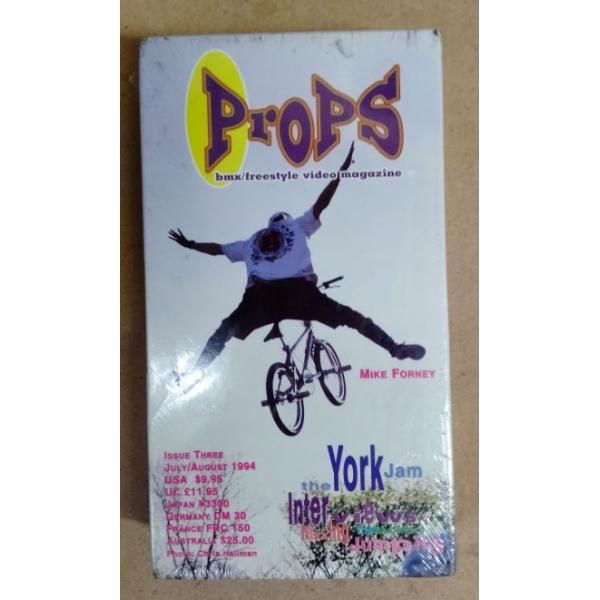 Props
bmx/freestyle video magazine
Mike Forney
Issue Three
July/August 1994
USA $9.95
UK £11.95
Japan ¥3300
Germany DM 30
France FRC 150
Australia $25.00
Photo: Chris Hallman
the York Jam
Inter
Jumping